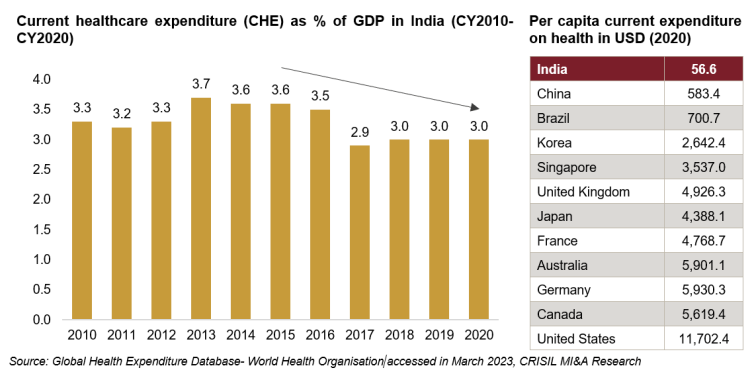 Current healthcare expenditure (CHE) as % of GDP in India (CY2010-
CY2020)
4.0
3.5
3.0
2.5
2.0
1.5
1.0
0.5
0.0
3.3
3.2
3.3
3.7
3.6
3.6
3.5
2.9
3.0
3.0
3.0
2010 2011 2012 2013 2014 2015 2016 2017 2018 2019 2020
Per capita current expenditure
on health in USD (2020)
India 56.6
China 583.4
Brazil 700.7
Korea 2,642.4
Singapore 3,537.0
United Kingdom 4,926.3
Japan 4,388.1
France 4,768.7
Australia 5,901.1
Germany 5,930.3
Canada 5,619.4
United States 11,702.4
Source: Global Health Expenditure Database- World Health Organisation accessed in March 2023, CRISIL MI&A Research